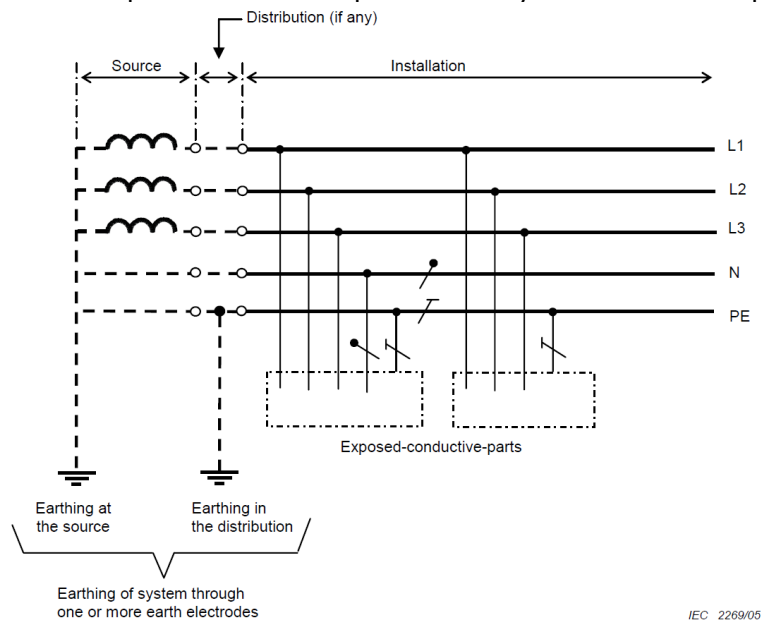 Distribution (if any)
Source
Installation
L1
L2
L3
N
PE
Exposed-conductive-parts
Earthing at
the source
Earthing in
the distribution
Earthing of system through
one or more earth electrodes
IEC 2269/05